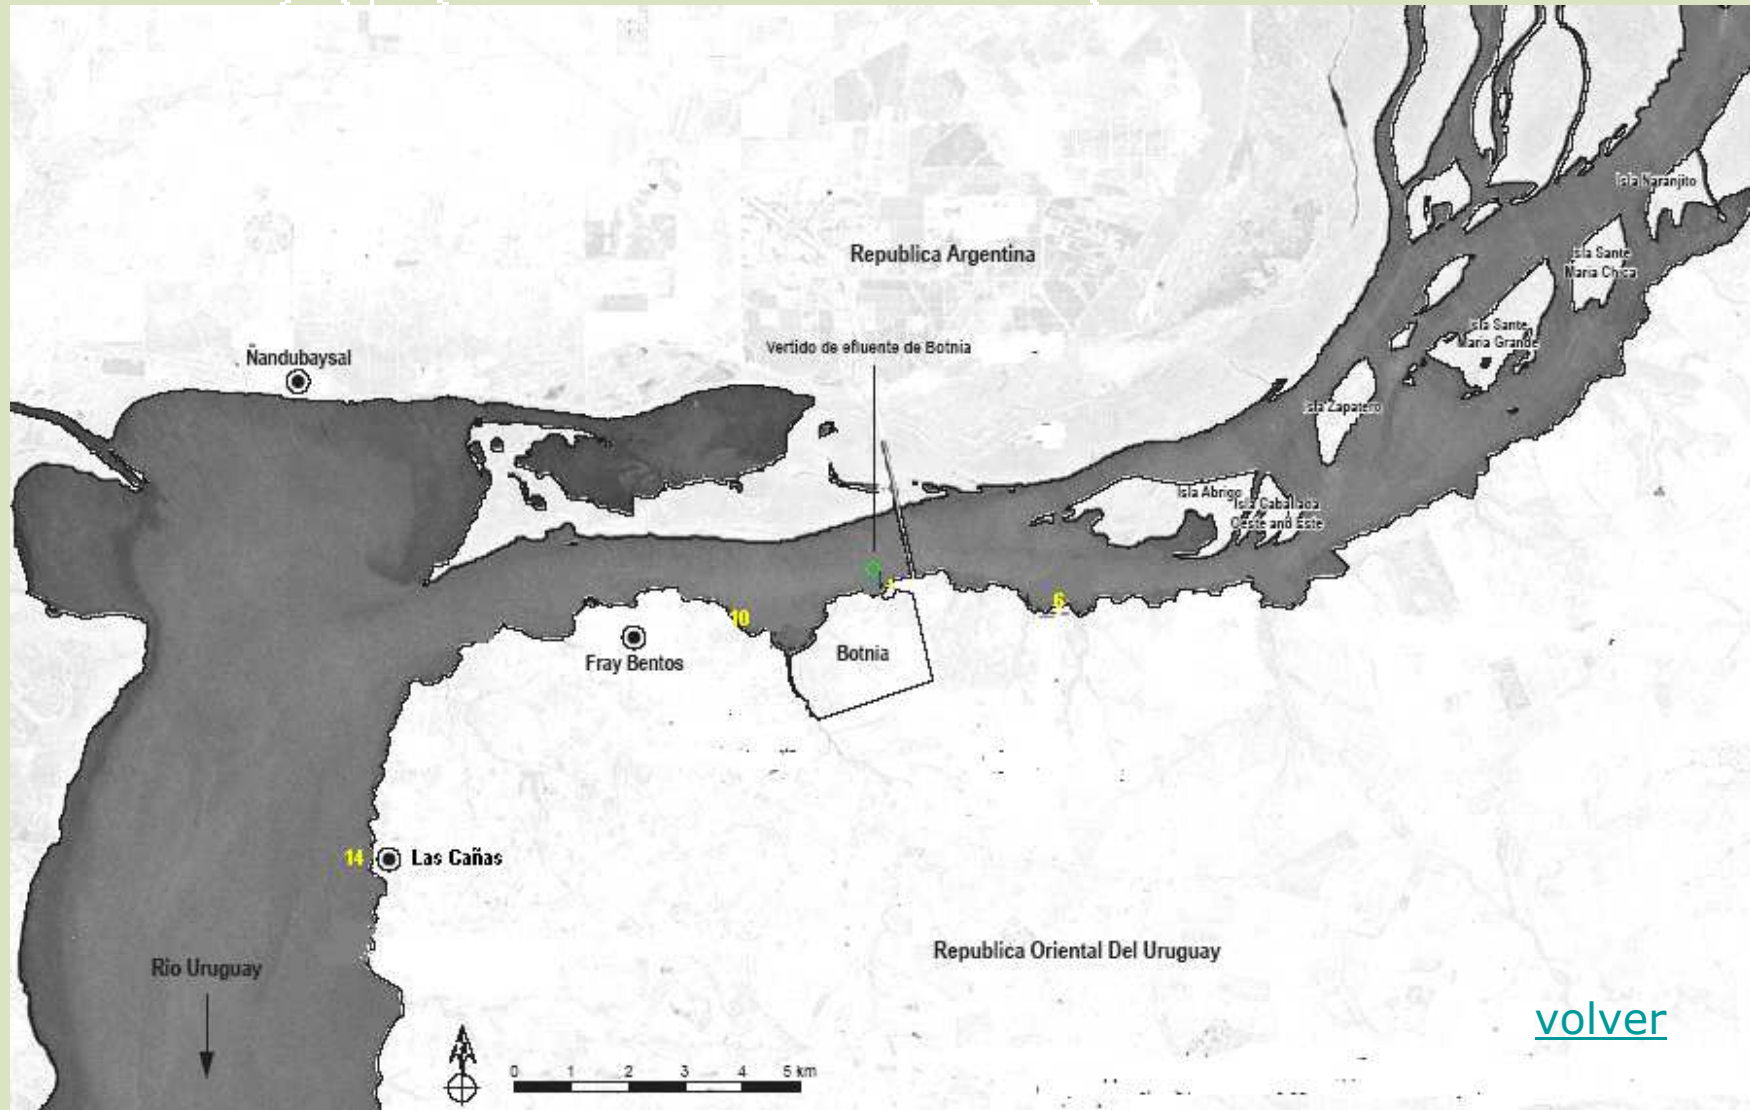 Isla Naranjito
Republica Argentina
Isla Sante
Maria Chica
Isla Sante
Maria Grande
Vertido de efluente de Botnia
Ñandubaysal
Isla Zapatero
Isla Abrigo
Isla Caballada
Oeste and Este
6
10
Botnia
Fray Bentos
14
Las Cañas
Republica Oriental Del Uruguay
Rio Uruguay
volver
0 1 2 3 4 5 km